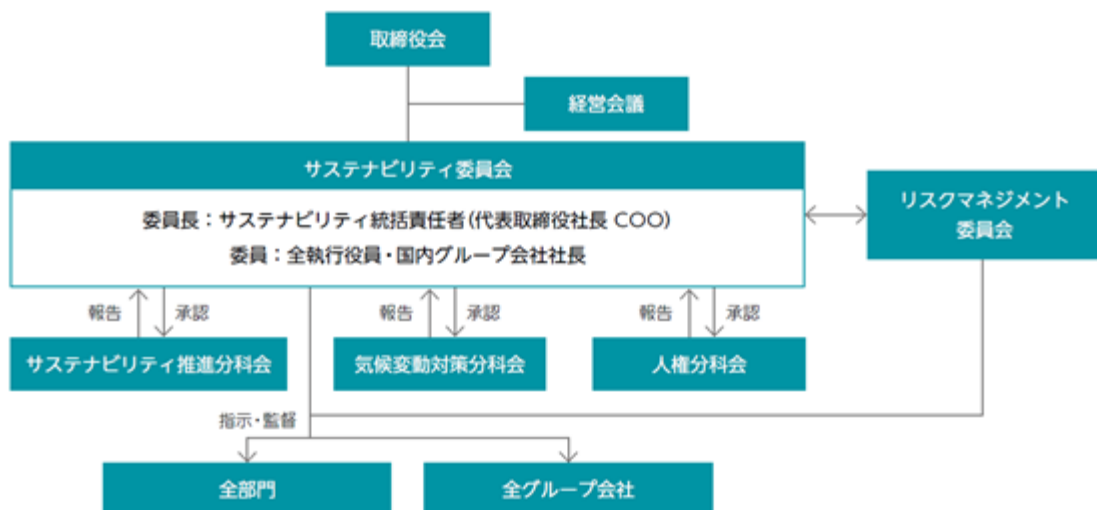 取締役会
経営会議
サステナビリティ委員会
委員長：サステナビリティ統括責任者(代表取締役社長 COO)
委員：全執行役員・国内グループ会社社長
リスクマネジメント
委員会
報告
承認
報告
承認
報告
承認
サステナビリティ推進分科会
気候変動対策分科会
人権分科会
指示・監督
全部門
全グループ会社